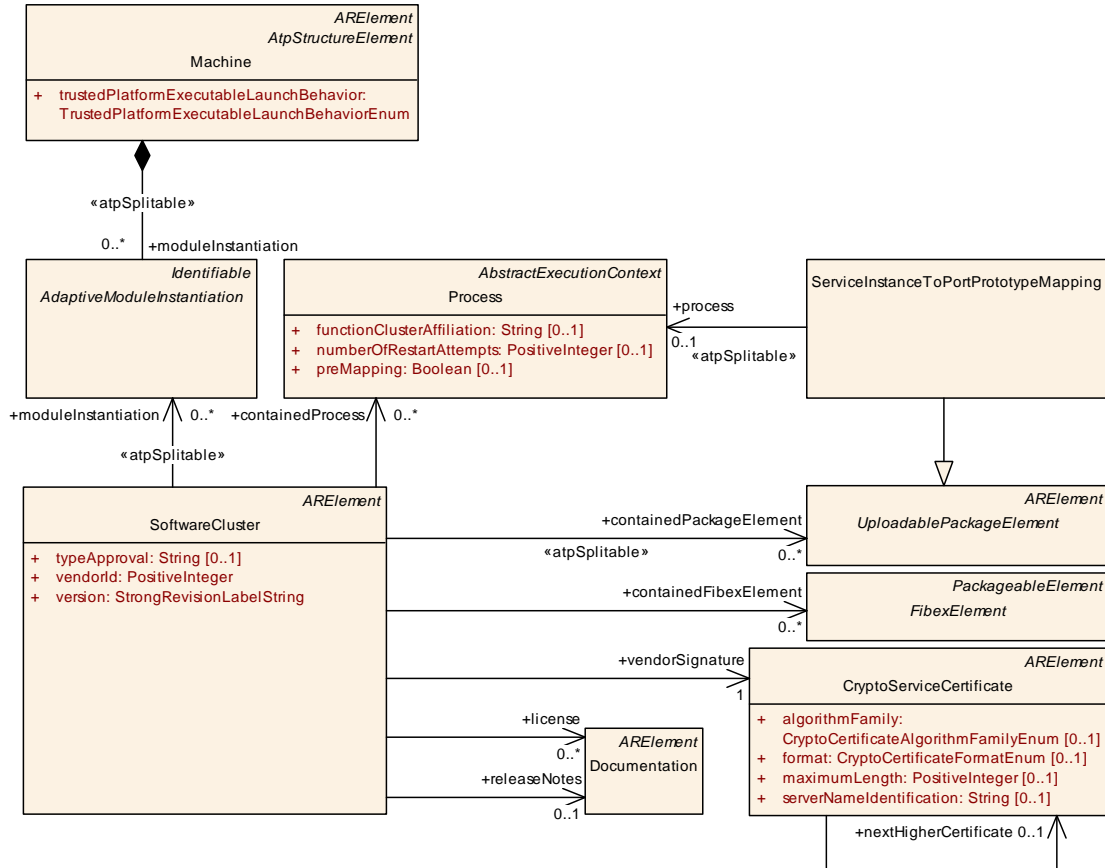 ARElement
AtpStructureElement
Machine
+ trustedPlatformExecutableLaunchBehavior:
TrustedPlatformExecutableLaunchBehaviorEnum
«atpSplitable»
0..*
+moduleInstantiation
Identifiable
AdaptiveModuleInstantiation
AbstractExecutionContext
Process
+ functionClusterAffiliation: String [0..1]
+ numberOfRestartAttempts: PositiveInteger [0..1]
+ preMapping: Boolean [0..1]
+process
0..1
«atpSplitable»
ServiceInstanceToPortPrototypeMapping
+moduleInstantiation
0..*
«atpSplitable»
+containedProcess
0..*
ARElement
SoftwareCluster
+ typeApproval: String [0..1]
+ vendorId: PositiveInteger
+ version: StrongRevisionLabelString
+containedPackageElement
«atpSplitable»
0..*
ARElement
UploadablePackageElement
+containedFibexElement
0..*
PackageableElement
FibexElement
+vendorSignature
1
ARElement
CryptoServiceCertificate
+ algorithmFamily:
CryptoCertificateAlgorithmFamilyEnum [0..1]
+ format: CryptoCertificateFormatEnum [0..1]
+ maximumLength: PositiveInteger [0..1]
+ serverNameIdentification: String [0..1]
+license
0..*
+releaseNotes
0..1
ARElement
Documentation
+nextHigherCertificate 0..1